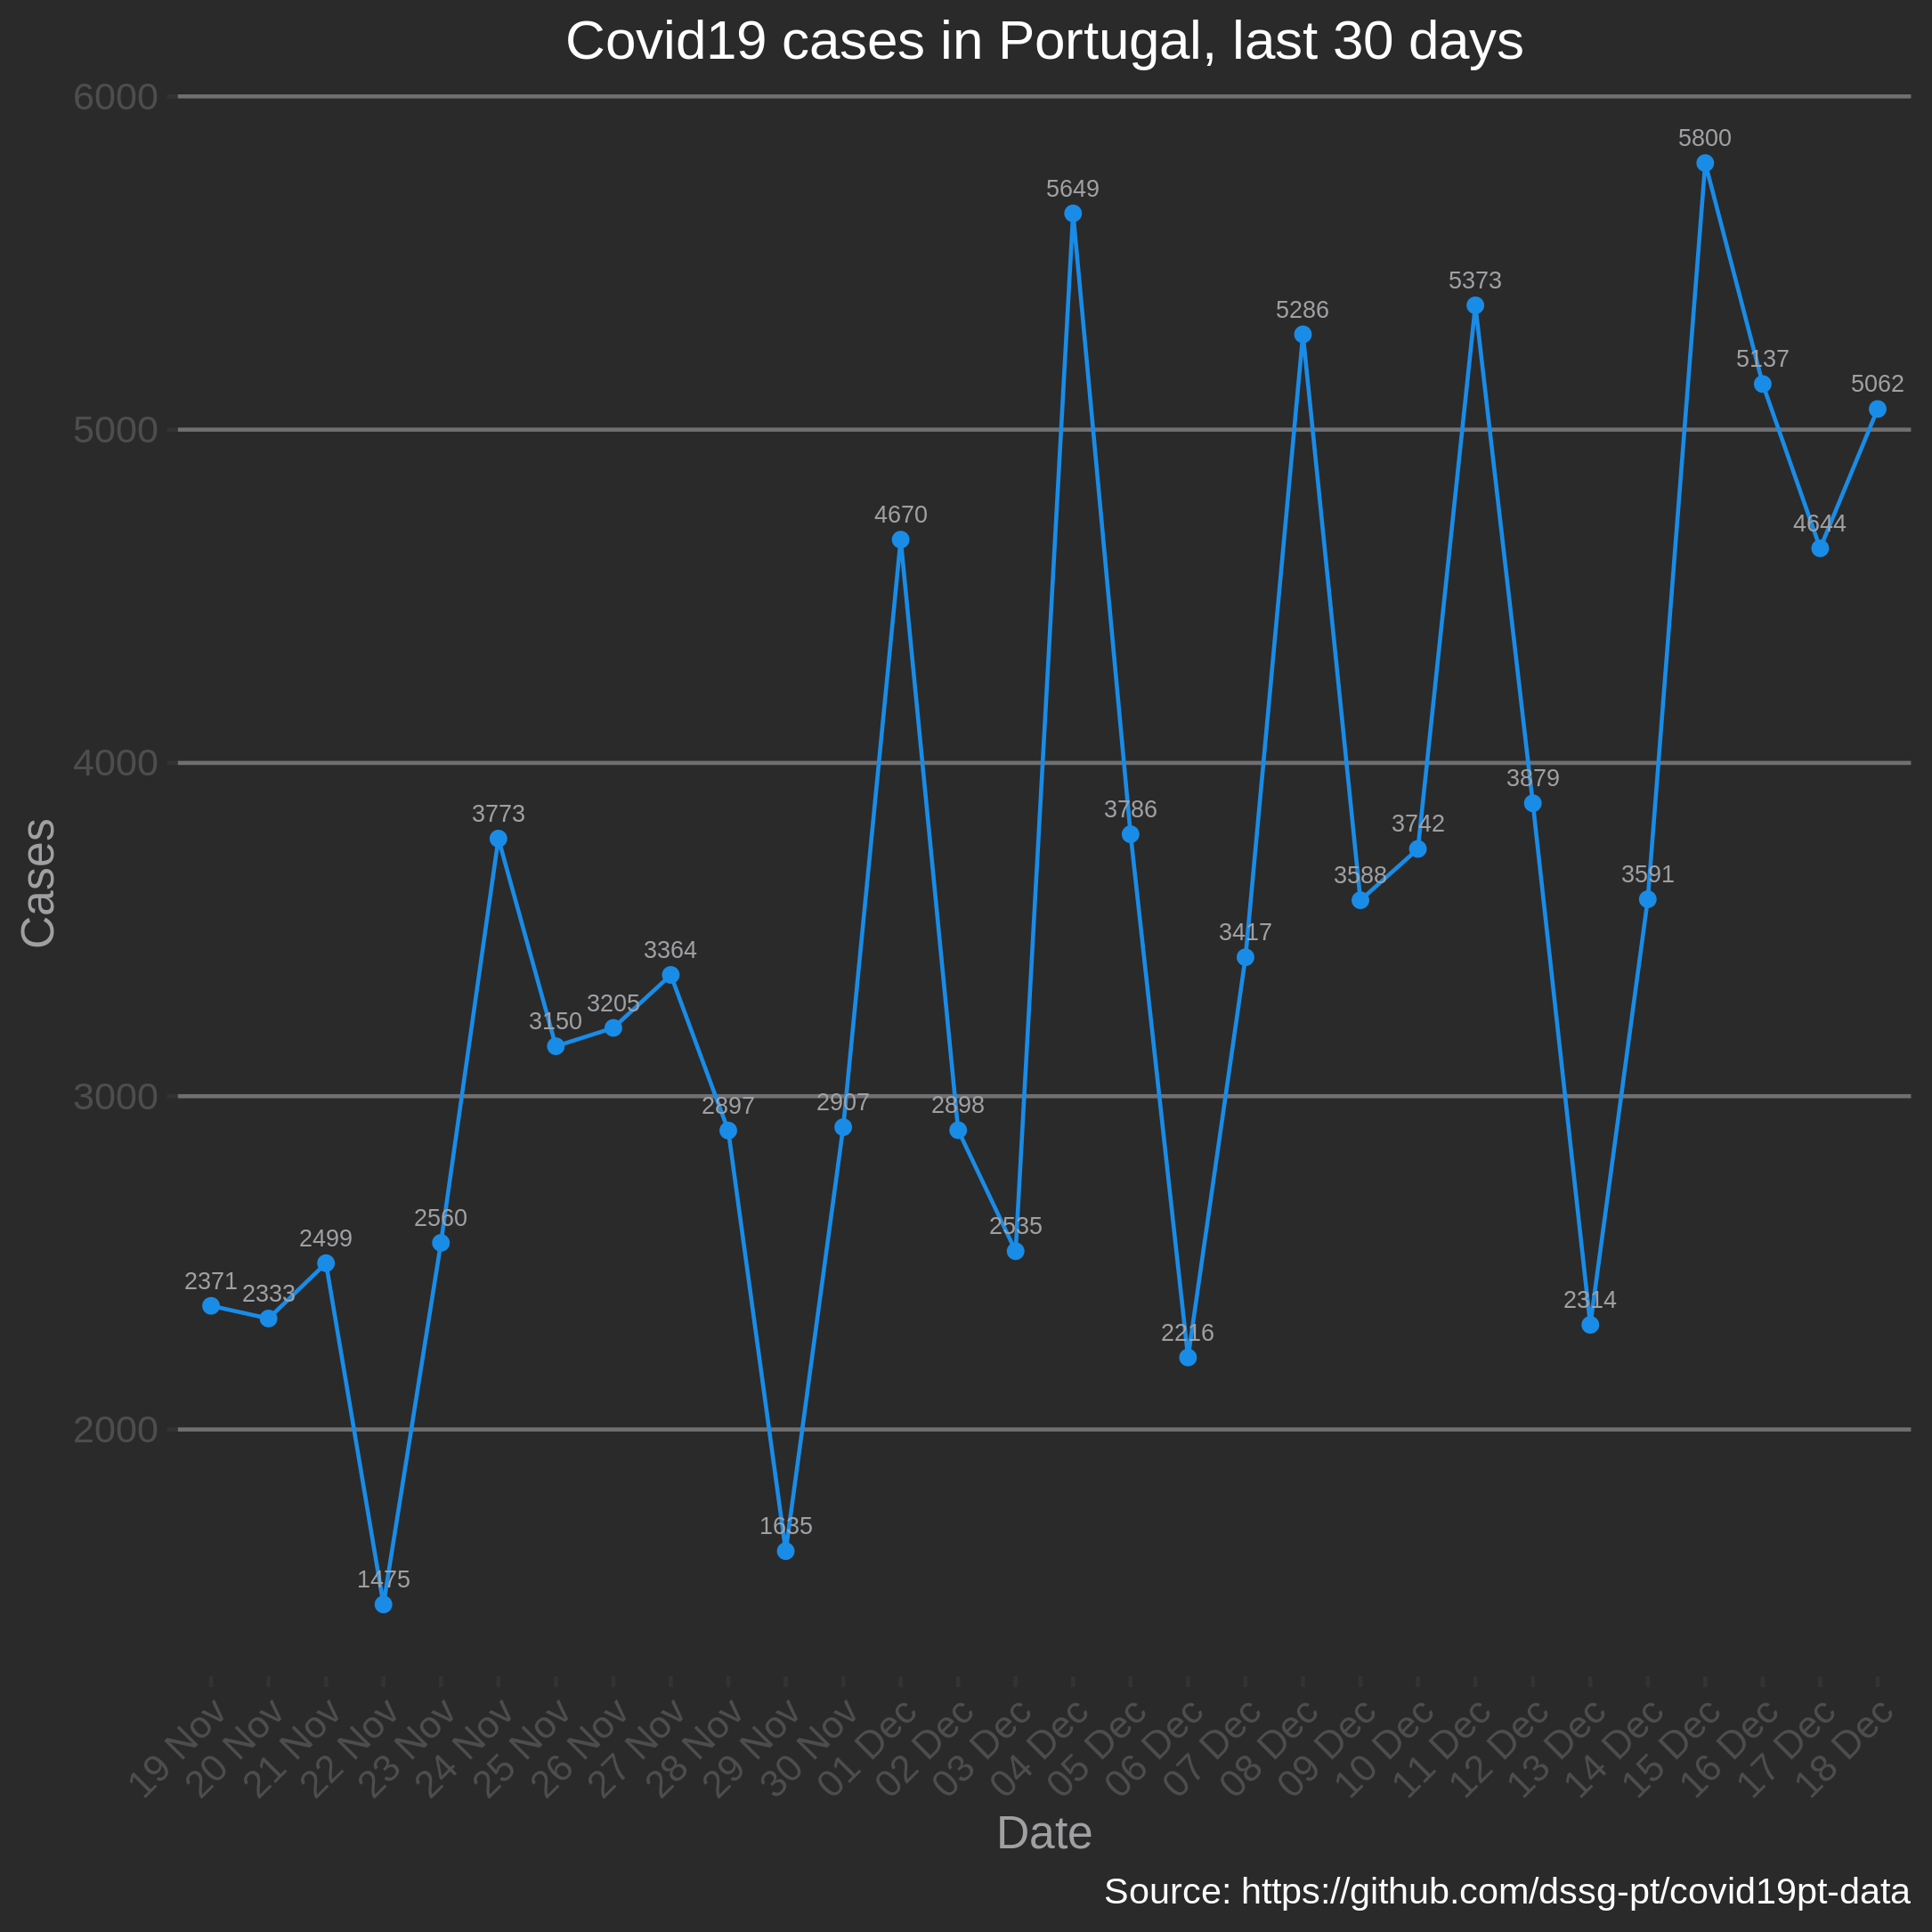 Covid19 cases in Portugal, last 30 days
6000
5000
4000
3000
2000
Cases
2371
2333
2499
1475
2560
3773
3150
3205
3364
2897
1635
2907
4670
2898
2535
5649
3786
2216
3417
5286
3588
3742
5373
3879
2314
3591
5800
5137
4644
5062
19 Nov
20 Nov
21 Nov
22 Nov
23 Nov
24 Nov
25 Nov
26 Nov
27 Nov
28 Nov
29 Nov
30 Nov
01 Dec
02 Dec
03 Dec
04 Dec
05 Dec
06 Dec
07 Dec
08 Dec
09 Dec
10 Dec
11 Dec
12 Dec
13 Dec
14 Dec
15 Dec
16 Dec
17 Dec
18 Dec
Date
Source: https://github.com/dssg-pt/covid19pt-data